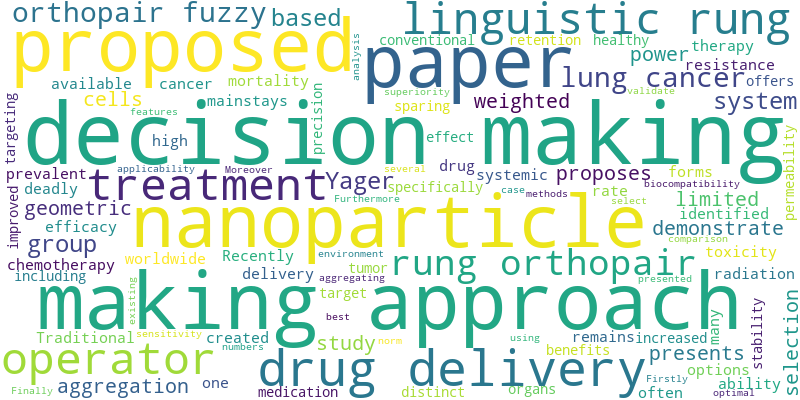 orthopair fuzzy based linguistic rung
proposed analysis conventional retention healthy power therapy
paper lung cancer resistance
available cancer mortality superiority offers validate
cells mainstays precision sparing weighted system
targeting features high
decision making
effect permeability
applicability Moreover several drug systemic proposes forms
prevalent treatment Yager specifically case methods biocompatibility rate limited
deadly Furthermore select
improved geometric nanoparticle identified
efficacy demonstrate
group Recently environment comparison
chemotherapy worldwide tumor rung orthopair toxicity
including delivery aggregating presented radiation
existing making approach target
created best many stability
Traditional sensitivity numbers study norm using remains increased
operator drug delivery benefits presents selection
Firstly options
aggregation one medication distinct organs often ability
Finally optimal